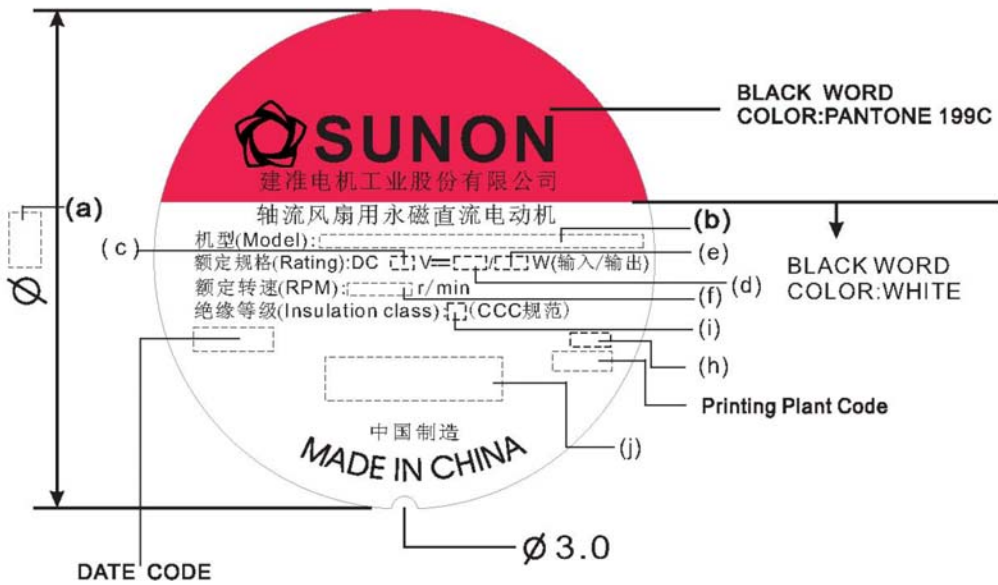 BLACK WORD
COLOR:PANTONE 199C
SUNON
建准电机工业股份有限公司
(a)
轴流风扇用永磁直流电动机
(b)
(c)
机型(Model):
(e)
额定规格(Rating):DC V⎓ / W(输入/输出)
(d)
BLACK WORD
COLOR:WHITE
Ø
额定转速(RPM): r/min
(f)
绝缘等级(Insulation class): (CCC规范)
(i)
(h)
Printing Plant Code
中国制造
(j)
MADE IN CHINA
Ø3.0
DATE CODE